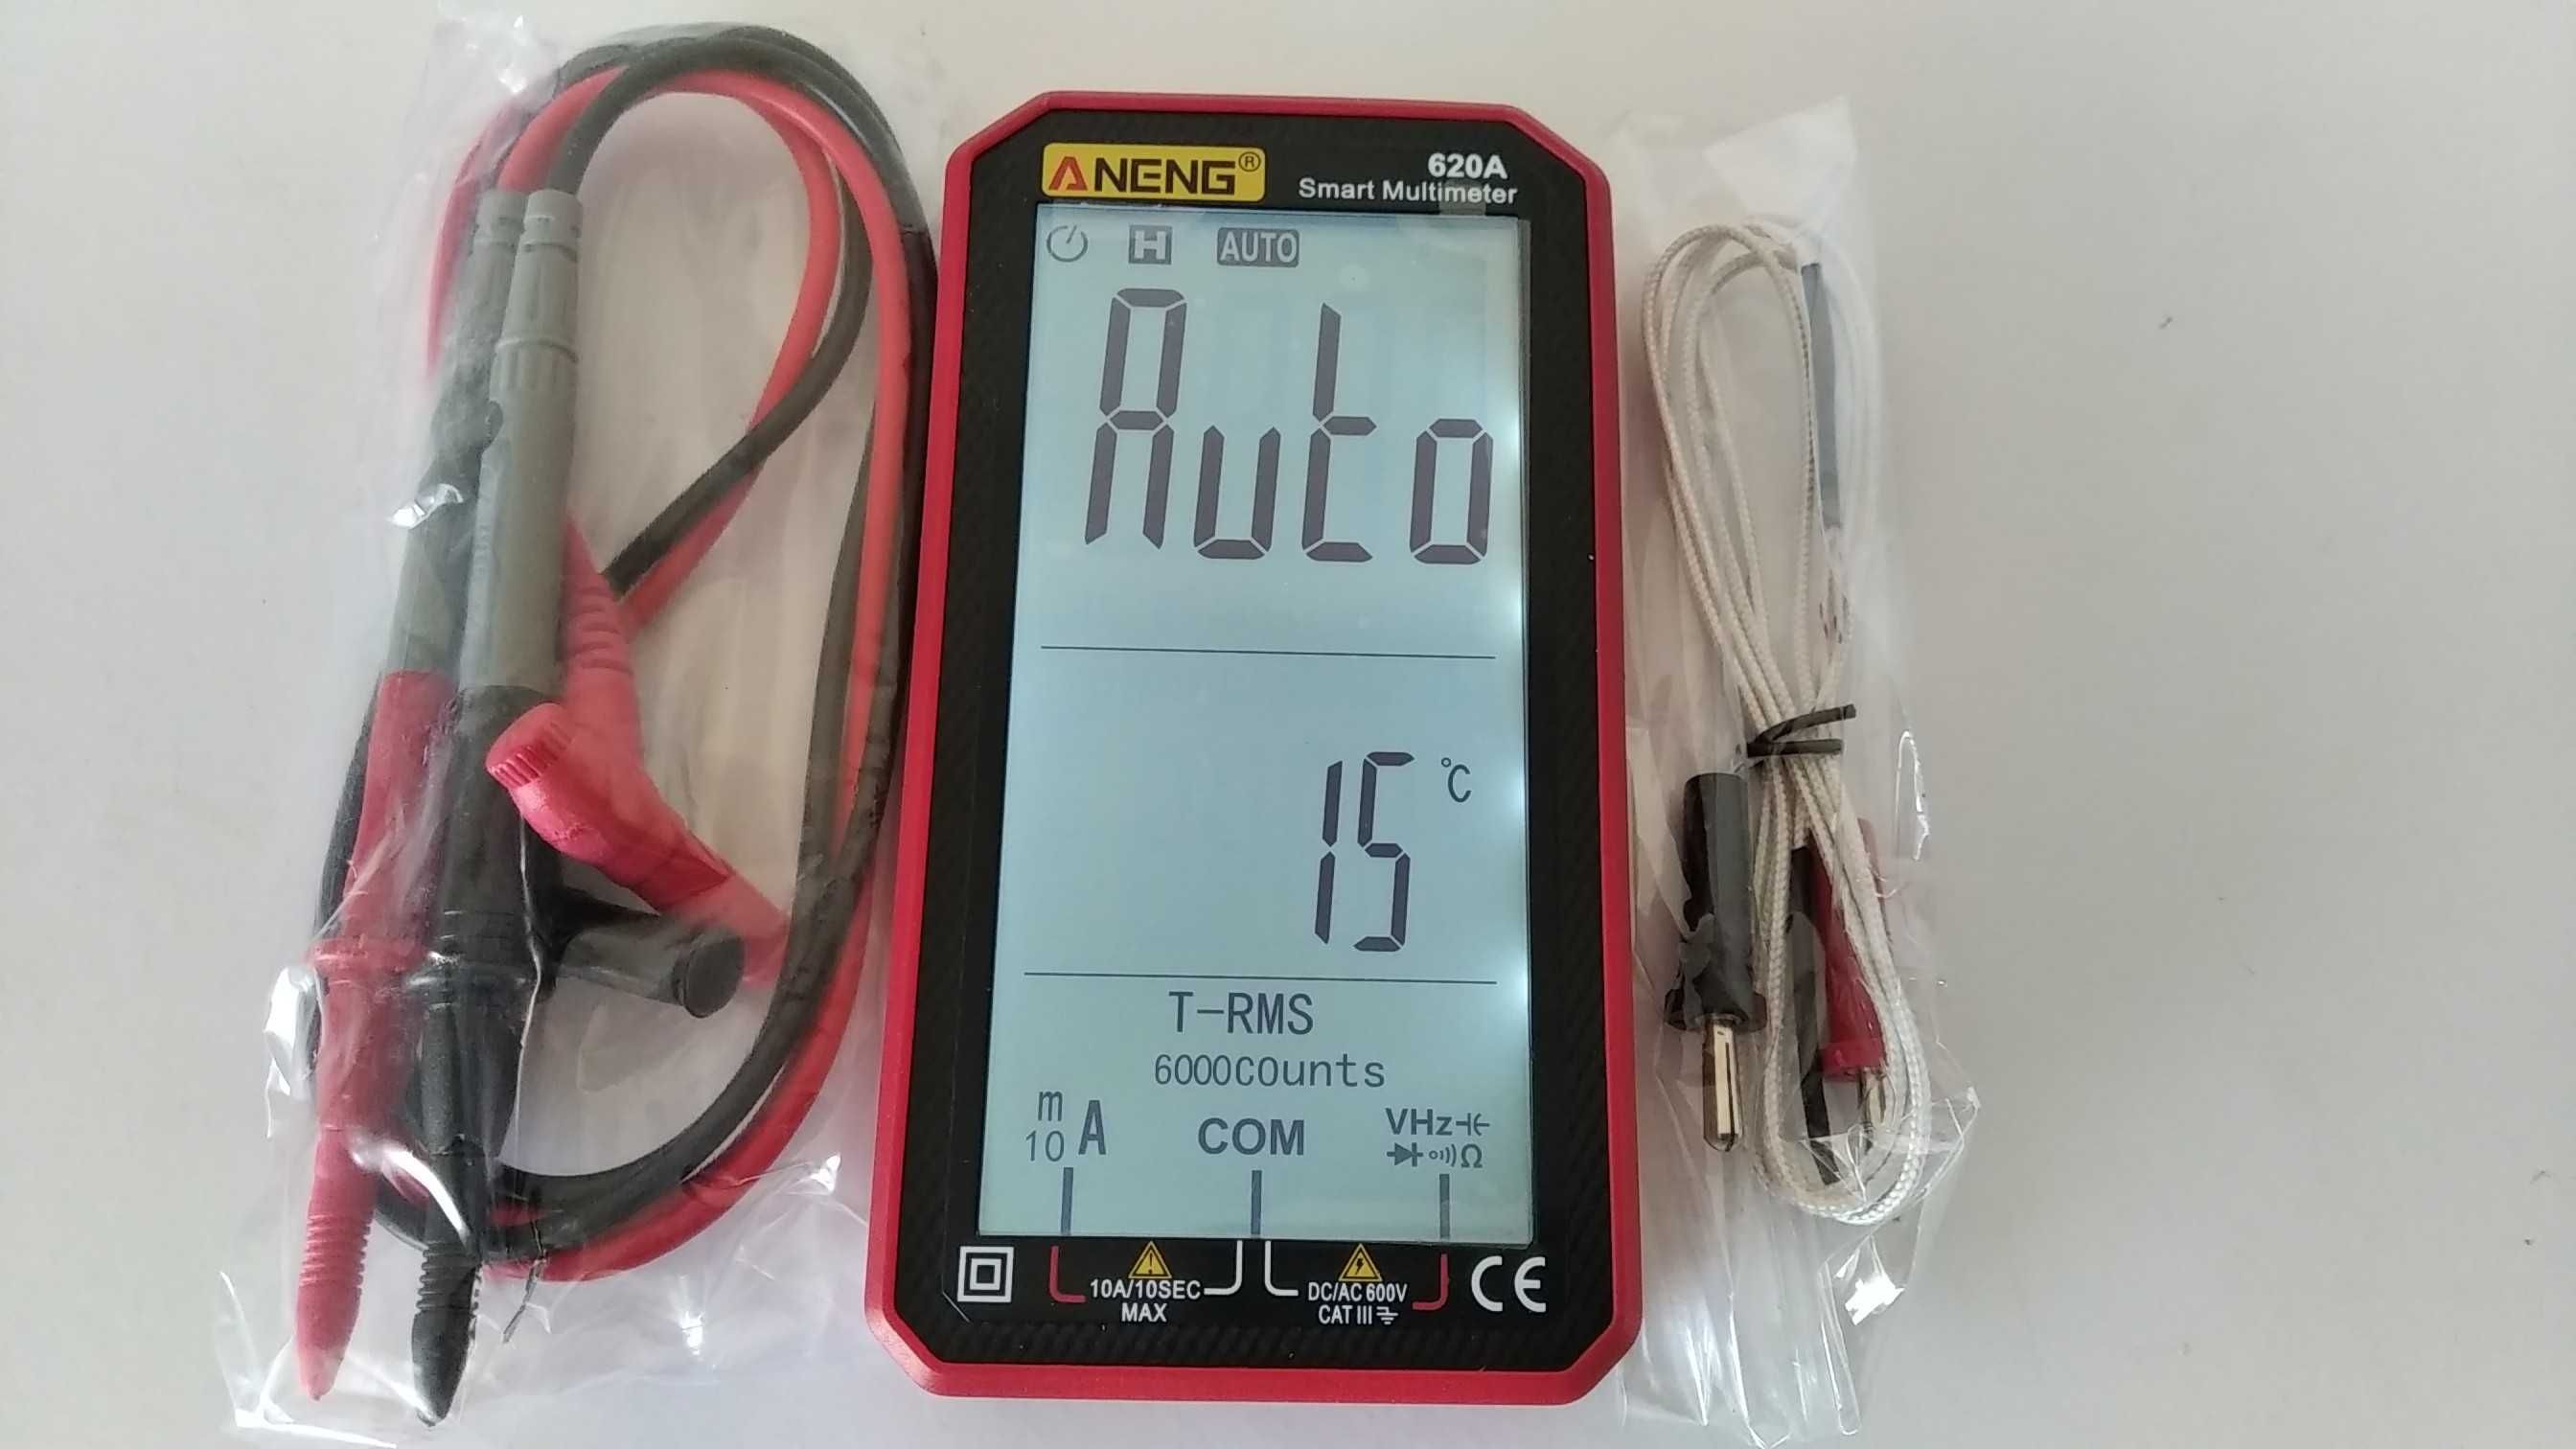 ANENG®
620A
Smart Multimeter
H AUTO
Auto
15 °C
T-RMS
6000counts
m
10 A
COM
VHz
Ω
10A/10SEC
MAX
DC/AC 600V
CAT III
CE